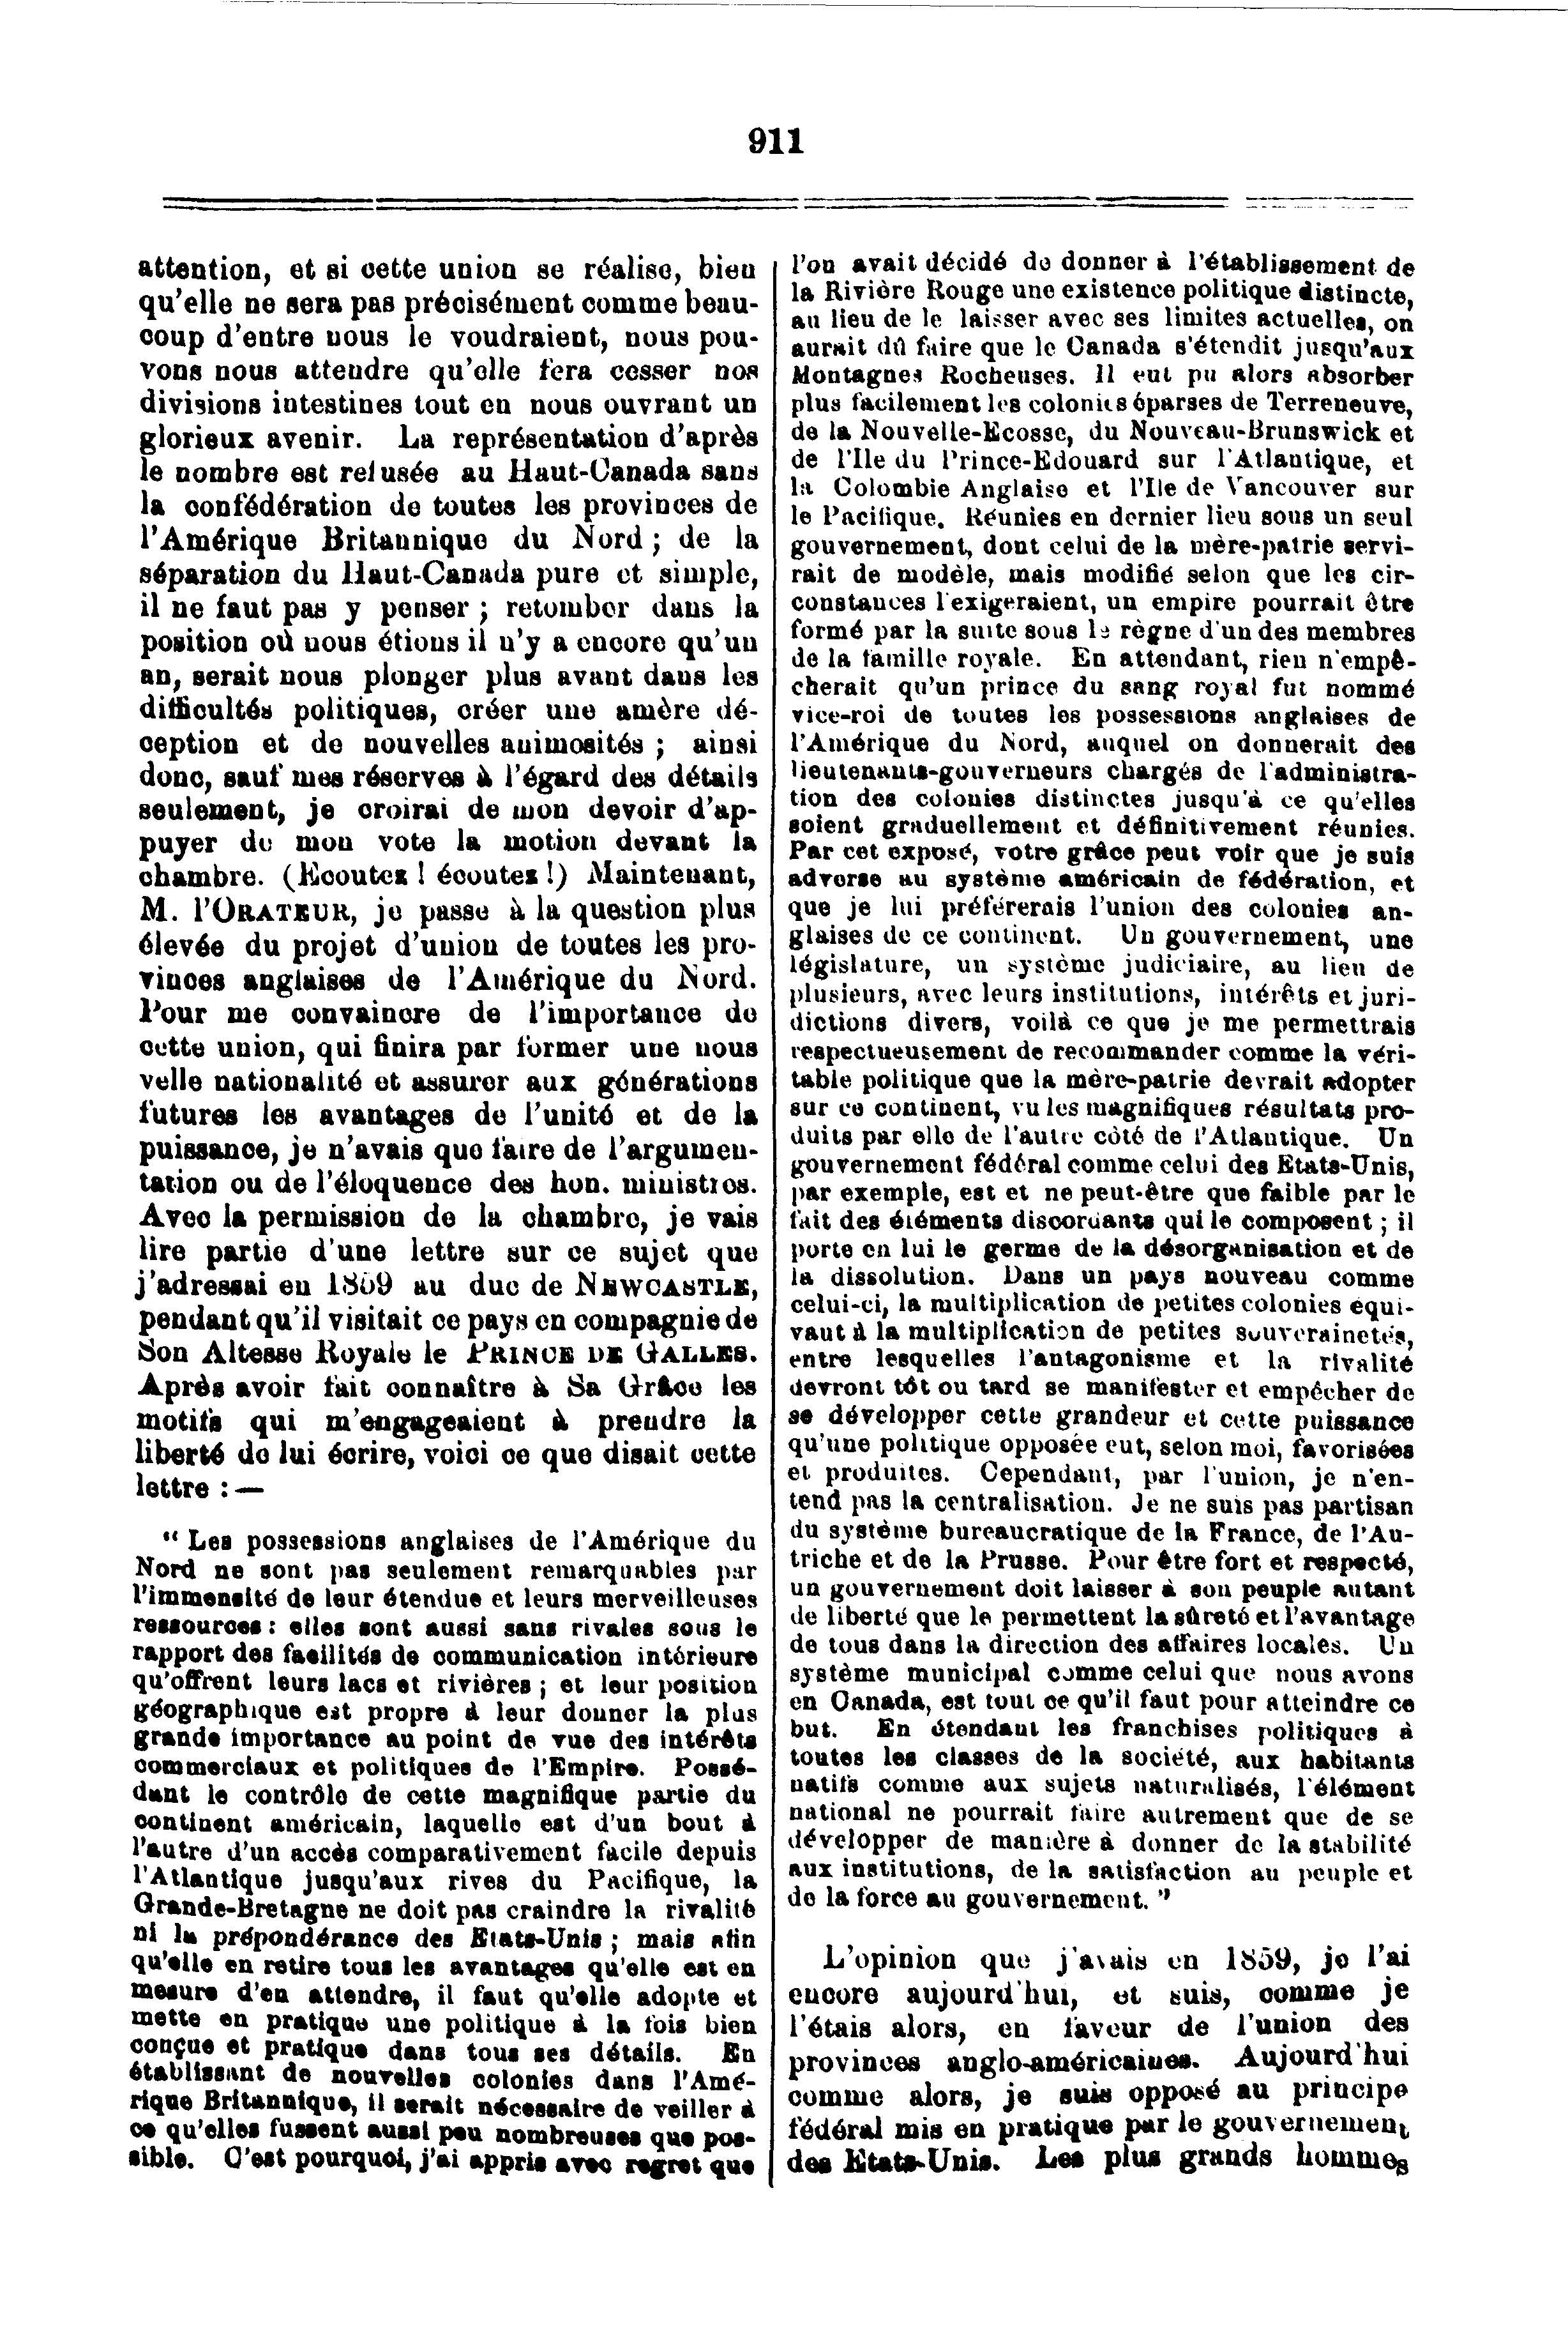 911
attention, et si cette union se réalise, bien
qu'elle ne sera pas précisément comme beau-
coup d'entre nous le voudraient, nous pou-
vons nous attendre qu'elle fera cesser nos
divisions intestines tout en nous ouvrant un
glorieux avenir. La représentation d'après
le nombre est refusée au Haut-Canada sans
la confédération de toutes les provinces de
l'Amérique Britannique du Nord ; de la
séparation du Haut-Canada pure et simple,
il ne faut pas y penser ; retomber dans la
position où nous étions il n'y a encore qu'un
an, serait nous plonger plus avant dans les
difficultés politiques, créer une amère dé-
ception et de nouvelles animosités ; ainsi
donc, sauf mes réserves à l'égard des détails
seulement, je croirai de mon devoir d'ap-
puyer de mon vote la motion devant la
chambre. (Ecoutez ! écoutez !) Maintenant,
M. l'ORATEUR, je passe à la question plus
élevée du projet d'union de toutes les pro-
vinces anglaises de l'Amérique du Nord.
Pour me convaincre de l'importance de
cette union, qui finira par former une nous
velle nationalité et assurer aux générations
futures les avantages de l'unité et de la
puissance, je n'avais que faire de l'argumen-
tation ou de l'éloquence des hon. ministres.
Avec la permission de la chambre, je vais
lire partie d'une lettre sur ce sujet que
j'adressai en 1859 au duc de NEWCASTLE,
pendant qu'il visitait ce pays en compagnie de
Son Altesse Royale le PRINCE DE GALLES.
Après avoir fait connaître à Sa Grâce les
motifs qui m'engageaient à prendre la
liberté de lui écrire, voici ce que disait cette
lettre : —
“ Les possessions anglaises de l'Amérique du
Nord ne sont pas seulement remarquables par
l'immensité de leur étendue et leurs merveilleuses
ressources : elles sont aussi sans rivales sous le
rapport des facilités de communication intérieure
qu'offrent leurs lacs et rivières ; et leur position
géographique est propre à leur donner la plus
grande importance au point de vue des intérêts
commerciaux et politiques de l'Empire. Possé-
dant le contrôle de cette magnifique partie du
continent américain, laquelle est d'un bout à
l'autre d'un accès comparativement facile depuis
l'Atlantique jusqu'aux rives du Pacifique, la
Grande-Bretagne ne doit pas craindre la rivalité
ni la prépondérance des Etats-Unis ; mais afin
qu'elle en retire tous les avantages qu'elle est en
mesure d'en attendre, il faut qu'elle adopte et
mette en pratique une politique à la fois bien
conçue et pratique dans tous ses détails. En
établissant de nouvelles colonies dans l'Amé-
rique Britannique, il serait nécessaire de veiller à
ce qu'elles fussent aussi peu nombreuses que pos-
sible. C'est pourquoi, j'ai appris avec regret que
l'on avait décidé de donner à l'établissement de
la Rivière Rouge une existence politique distincte,
au lieu de le laisser avec ses limites actuelles, on
aurait dû faire que le Canada s'étendit jusqu'aux
Montagnes Rocheuses. Il eut pu alors absorber
plus facilement les colonies éparses de Terreneuve,
de la Nouvelle-Ecosse, du Nouveau-Brunswick et
de l'Ile du Prince-Edouard sur l'Atlantique, et
la Colombie Anglaise et l'Ile de Vancouver sur
le Pacifique. Réunies en dernier lieu sous un seul
gouvernement, dont celui de la mère-patrie servi-
rait de modèle, mais modifié selon que les cir-
constances l'exigeraient, un empire pourrait être
formé par la suite sous le règne d'un des membres
de la famille royale. En attendant, rien n'empê-
cherait qu'un prince du sang royal fut nommé
vice-roi de toutes les possessions anglaises de
l'Amérique du Nord, auquel on donnerait des
lieutenants-gouverneurs chargés de l'administra-
tion des colonies distinctes jusqu'à ce qu'elles
soient graduellement et définitivement réunies.
Par cet exposé, votre grâce peut voir que je suis
adverse au système américain de fédération, et
que je lui préférerais l'union des colonies an-
glaises de ce continent. Un gouvernement, une
législature, un système judiciaire, au lieu de
plusieurs, avec leurs institutions, intérêts et juri-
dictions divers, voilà ce que je me permettrais
respectueusement de recommander comme la véri-
table politique que la mère-patrie devrait adopter
sur ce continent, vu les magnifiques résultats pro-
duits par elle de l'autre côté de l'Atlantique. Un
gouvernement fédéral comme celui des Etats-Unis,
par exemple, est et ne peut-être que faible par le
fait des éléments discordants qui le composent ; il
porte en lui le germe de la désorganisation et de
la dissolution. Dans un pays nouveau comme
celui-ci, la multiplication de petites colonies équi-
vaut à la multiplication de petites souverainetés,
entre lesquelles l'antagonisme et la rivalité
devront tôt ou tard se manifester et empêcher de
se développer cette grandeur et cette puissance
qu'une politique opposée eut, selon moi, favorisées
et produites. Cependant, par l'union, je n'en-
tend pas la centralisation. Je ne suis pas partisan
du système bureaucratique de la France, de l'Au-
triche et de la Prusse. Pour être fort et respecté,
un gouvernement doit laisser à son peuple autant
de liberté que le permettent la sûreté et l'avantage
de tous dans la direction des affaires locales. Un
système municipal comme celui que nous avons
en Canada, est tout ce qu'il faut pour atteindre ce
but. En étendant les franchises politiques à
toutes les classes de la société, aux habitants
natifs comme aux sujets naturalisés, l'élément
national ne pourrait faire autrement que de se
développer de manière à donner de la stabilité
aux institutions, de la satisfaction au peuple et
de la force au gouvernement. ”
L'opinion que j'avais en 1859, je l'ai
encore aujourd'hui, et suis, comme je
l'étais alors, en faveur de l'union des
provinces anglo-américaines. Aujourd'hui
comme alors, je suis opposé au principe
fédéral mis en pratique par le gouvernement
des Etats-Unis. Les plus grands hommes